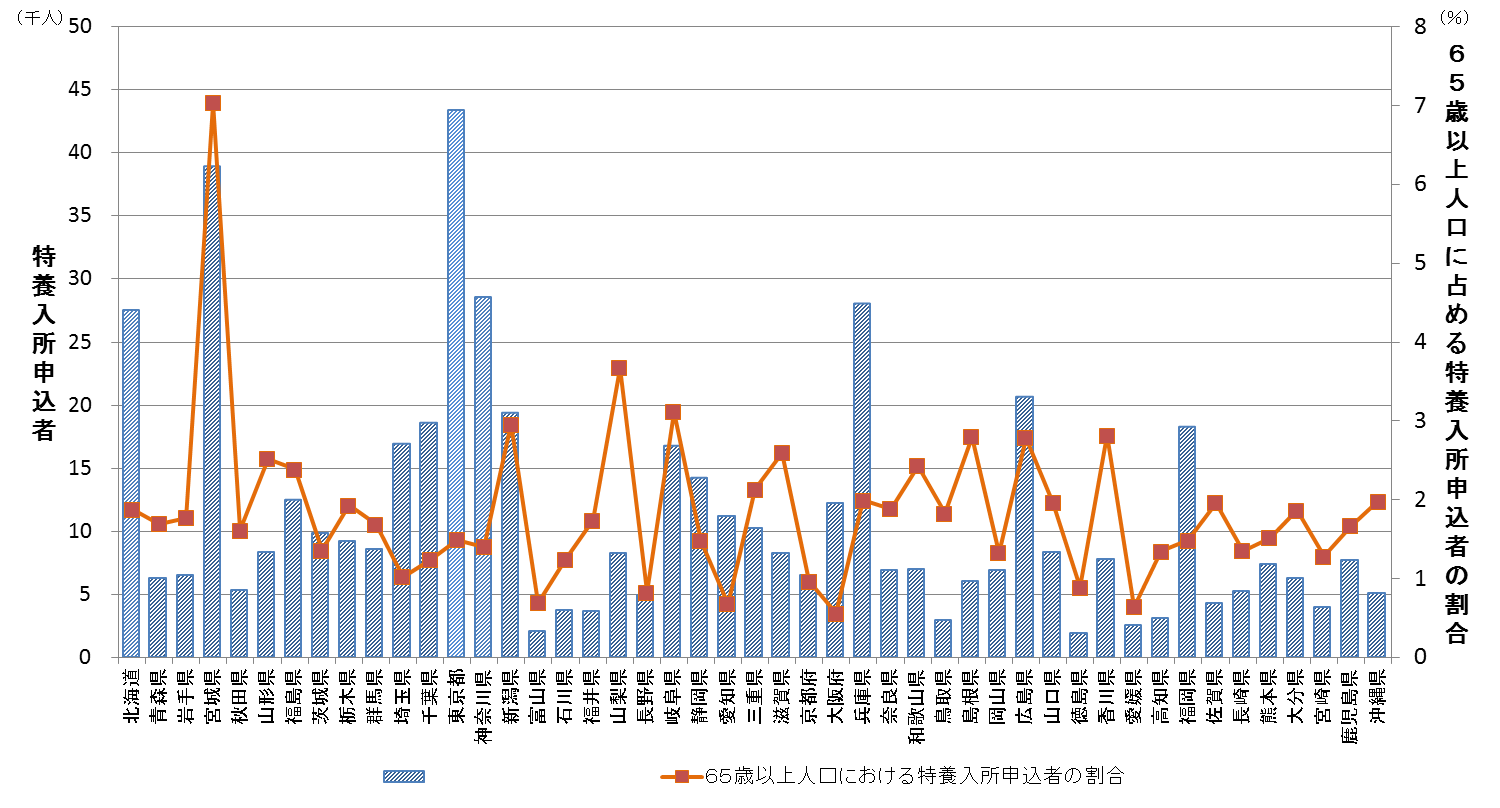 (千人)
50
45
40
35
30
25
20
15
10
5
0
特養入所申込者
(%)
8
7
6
5
4
3
2
1
0
65歳以上人口に占める特養入所申込者の割合
北海道
青森県
岩手県
宮城県
秋田県
山形県
福島県
茨城県
栃木県
群馬県
埼玉県
千葉県
東京都
神奈川県
新潟県
富山県
石川県
福井県
山梨県
長野県
岐阜県
静岡県
愛知県
三重県
滋賀県
京都府
大阪府
兵庫県
奈良県
和歌山県
鳥取県
島根県
岡山県
広島県
山口県
徳島県
香川県
愛媛県
高知県
福岡県
佐賀県
長崎県
熊本県
大分県
宮崎県
鹿児島県
沖縄県
65歳以上人口における特養入所申込者の割合